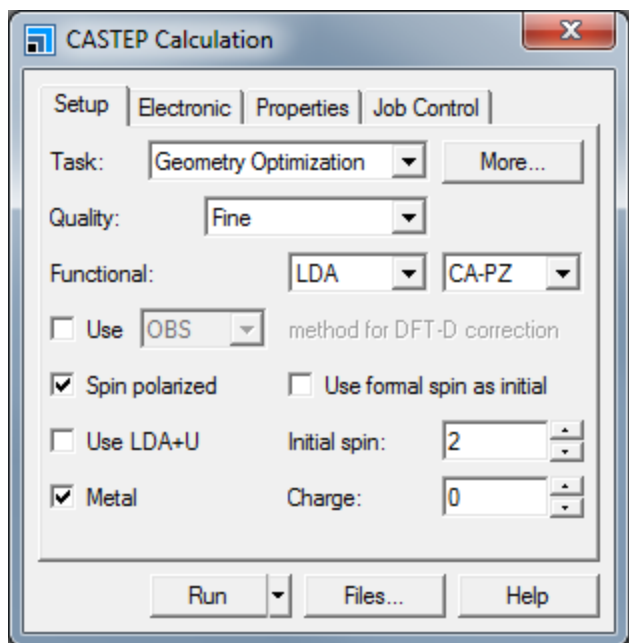 CASTEP Calculation
Setup Electronic Properties Job Control
Task: Geometry Optimization More...
Quality: Fine
Functional: LDA CA-PZ
Use OBS method for DFT-D correction
Spin polarized Use formal spin as initial
Use LDA+U Initial spin: 2
Metal Charge: 0
Run Files... Help